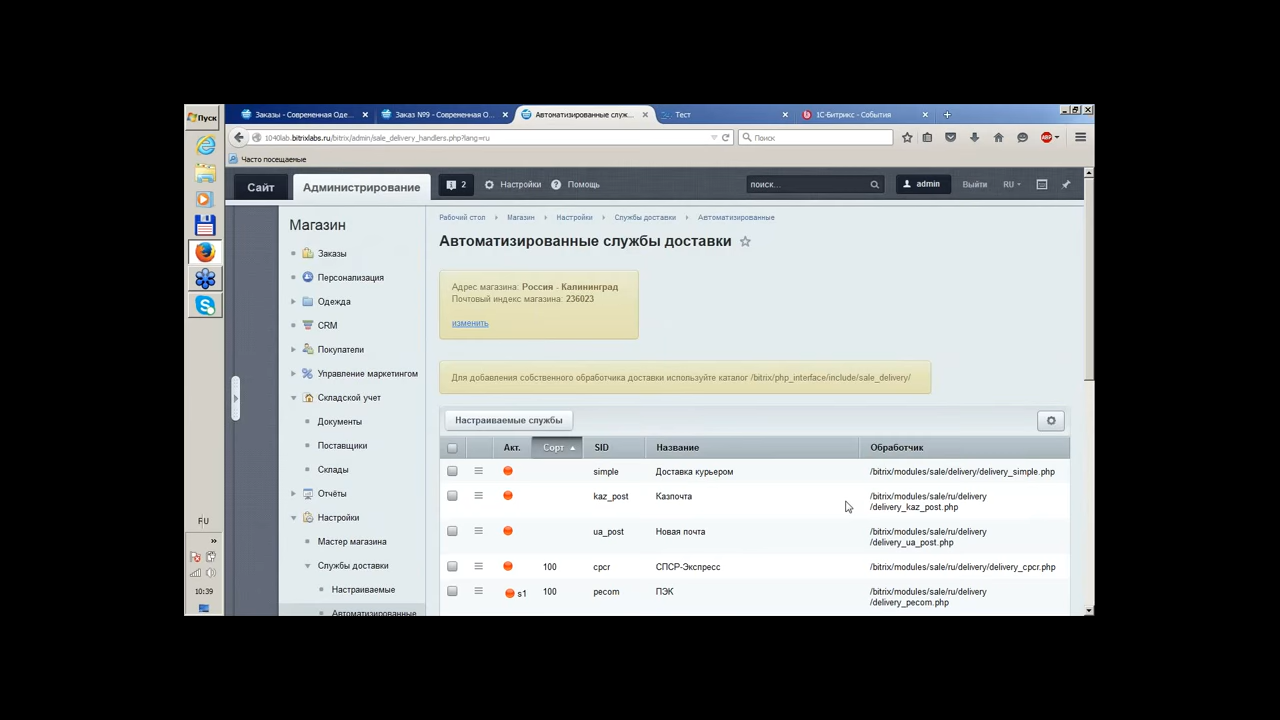 Пуск
Заказы - Современная Оде...
Заказ №9 - Современная О...
Автоматизированные служ...
Тест
1С-Битрикс - События
1040lab.bitrixlabs.ru/bitrix/admin/sale_delivery_handlers.php?lang=ru
Поиск
ABP
Часто посещаемые
Сайт
Администрирование
2
Настройки
Помощь
поиск...
admin
Выйти
RU
Магазин
Заказы
Персонализация
Одежда
CRM
Покупатели
Управление маркетингом
Складской учет
Документы
Поставщики
Склады
Отчёты
Настройки
Мастер магазина
Службы доставки
Настраиваемые
Автоматизированные
Рабочий стол
Магазин
Настройки
Службы доставки
Автоматизированные
Автоматизированные службы доставки
Адрес магазина: Россия - Калининград
Почтовый индекс магазина: 236023
изменить
Для добавления собственного обработчика доставки используйте каталог /bitrix/php_interface/include/sale_delivery/
Настраиваемые службы
Акт. Сорт SID Название Обработчик
simple Доставка курьером /bitrix/modules/sale/delivery/delivery_simple.php
kaz_post Казпочта /bitrix/modules/sale/ru/delivery
/delivery_kaz_post.php
ua_post Новая почта /bitrix/modules/sale/ru/delivery
/delivery_ua_post.php
100 cpcr СПСР-Экспресс /bitrix/modules/sale/ru/delivery/delivery_cpcr.php
s1 100 pecom ПЭК /bitrix/modules/sale/ru/delivery
/delivery_pecom.php
RU
10:39